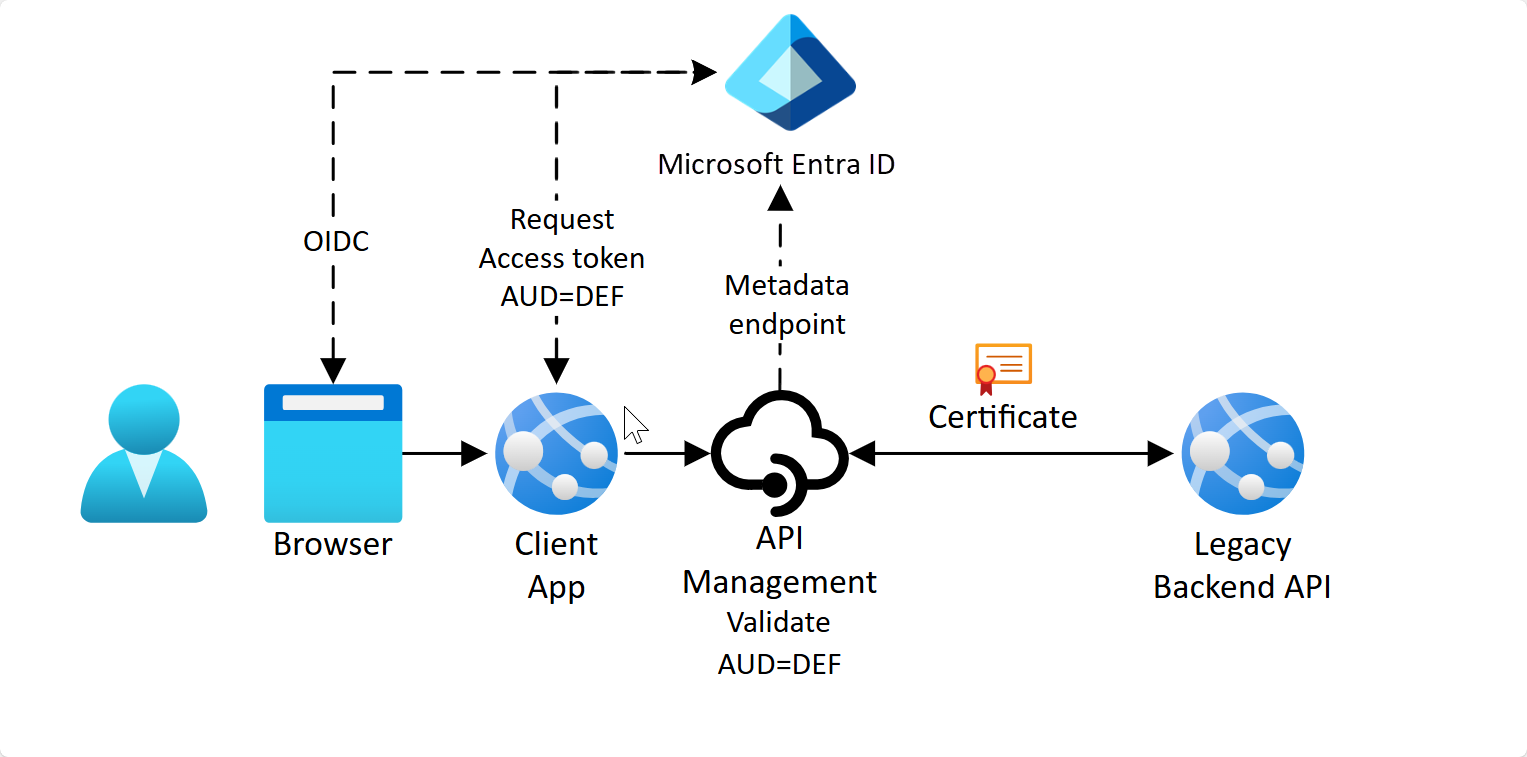 Microsoft Entra ID
OIDC
Request
Access token
AUD=DEF
Metadada
endpoint
Certificate
Browser
Client
App
API
Management
Validate
AUD=DEF
Legacy
Backend API